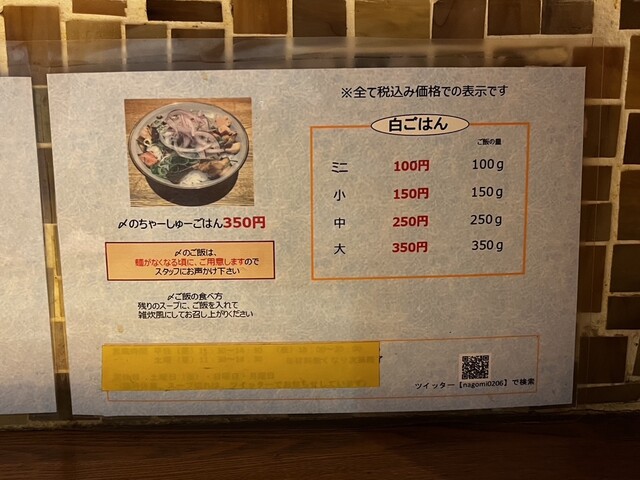 ※全て税込み価格での表示です
白ごはん
ご飯の量
ミニ 100円 100g
小 150円 150g
中 250円 250g
大 350円 350g
〆のちゃーしゅーごはん350円
〆のご飯は、
麺がなくなる頃に、ご用意しますので
スタッフにお声かけ下さい
〆ご飯の食べ方
残りのスープに、ご飯を入れて
雑炊風にしてお召し上がりください
ツイッター【nagomi0206】で検索